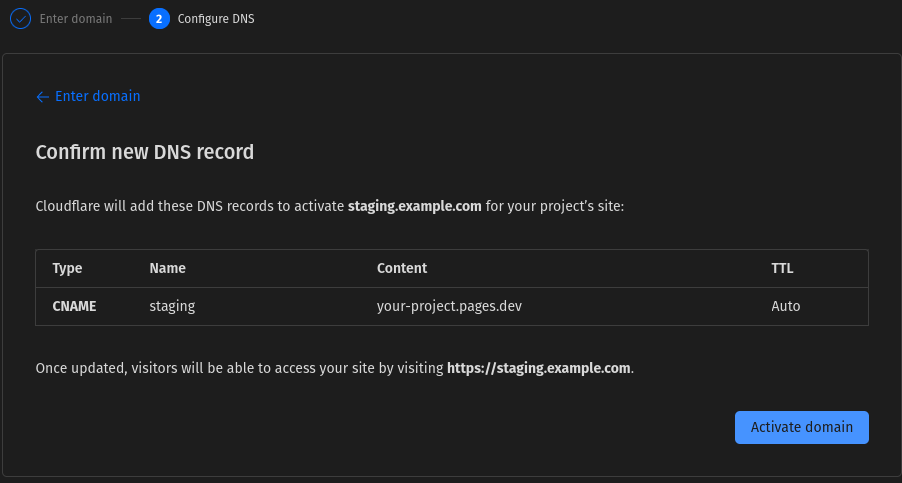 Enter domain 2 Configure DNS
← Enter domain
Confirm new DNS record
Cloudflare will add these DNS records to activate staging.example.com for your project’s site:
Type Name Content TTL
CNAME staging your-project.pages.dev Auto
Once updated, visitors will be able to access your site by visiting https://staging.example.com.
Activate domain